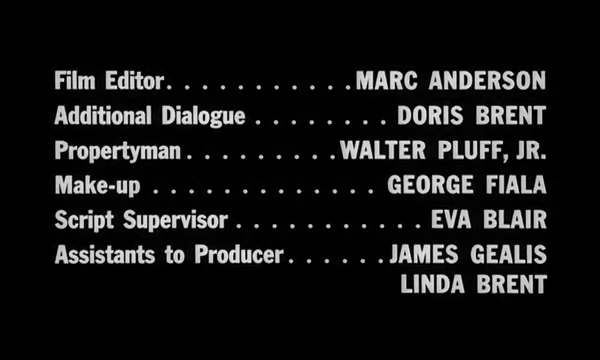 Film Editor. . . . . . . . . . . .MARC ANDERSON
Additional Dialogue . . . . . . . . DORIS BRENT
Propertyman. . . . . . . . .WALTER PLUFF, JR.
Make-up . . . . . . . . . . . . . GEORGE FIALA
Script Supervisor . . . . . . . . . . . EVA BLAIR
Assistants to Producer. . . . . .JAMES GEALIS
LINDA BRENT